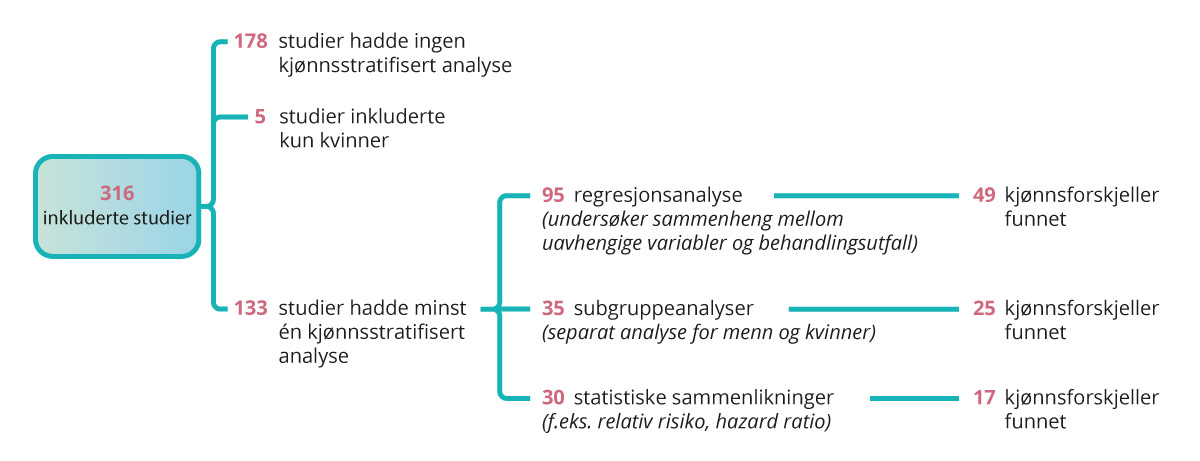 316
inkluderte studier
178 studier hadde ingen
kjønnsstratifisert analyse
5 studier inkluderte
kun kvinner
133 studier hadde minst
én kjønnsstratifisert
analyse
95 regresjonsanalyse
(undersøker sammenheng mellom
uavhengige variabler og behandlingsutfall)
49 kjønnsforskjeller
funnet
35 subgruppeanalyser
(separat analyse for menn og kvinner)
25 kjønnsforskjeller
funnet
30 statistiske sammenlikninger
(f.eks. relativ risiko, hazard ratio)
17 kjønnsforskjeller
funnet